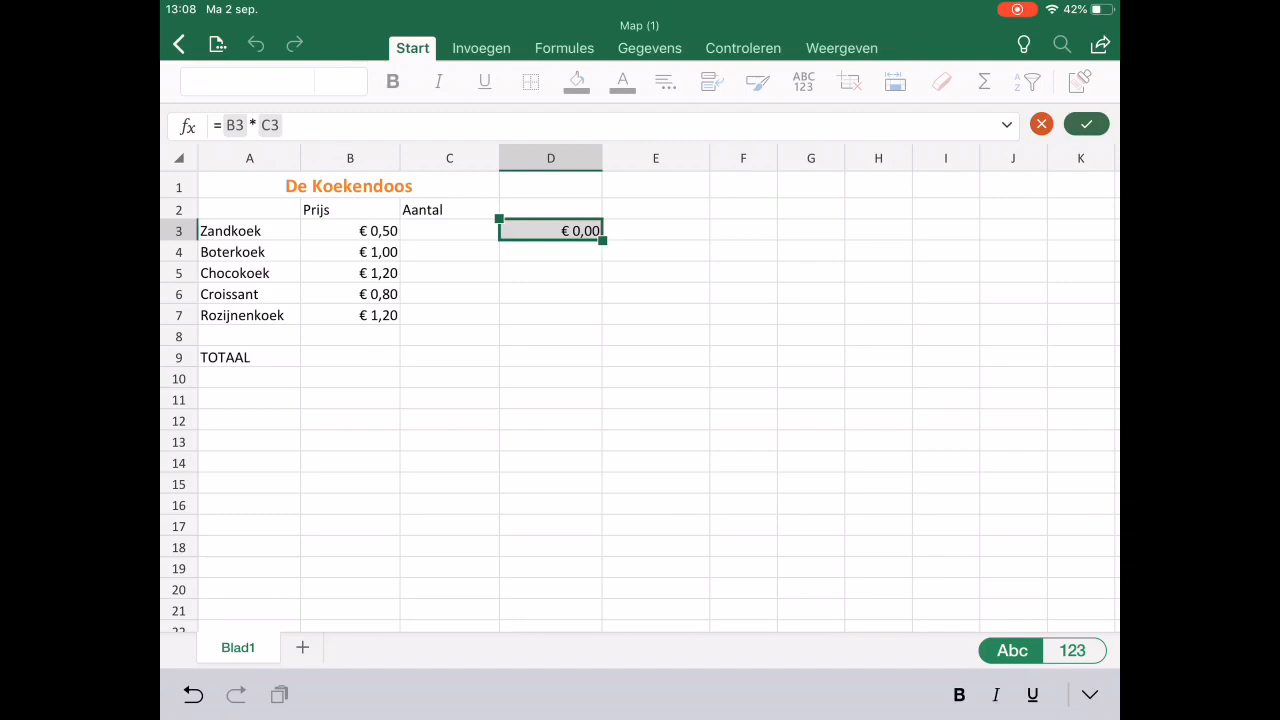 13:08 Ma 2 sep. 42%
Map (1)
Start Invoegen Formules Gegevens Controleren Weergeven
B I U A ABC 123 Σ A Z
fx = B3 * C3
A B C D E F G H I J K
1 De Koekendoos
2 Prijs Aantal
3 Zandkoek € 0,50 € 0,00
4 Boterkoek € 1,00
5 Chocokoek € 1,20
6 Croissant € 0,80
7 Rozijnenkoek € 1,20
8
9 TOTAAL
10
11
12
13
14
15
16
17
18
19
20
21
22
Blad1 + Abc 123
B I U